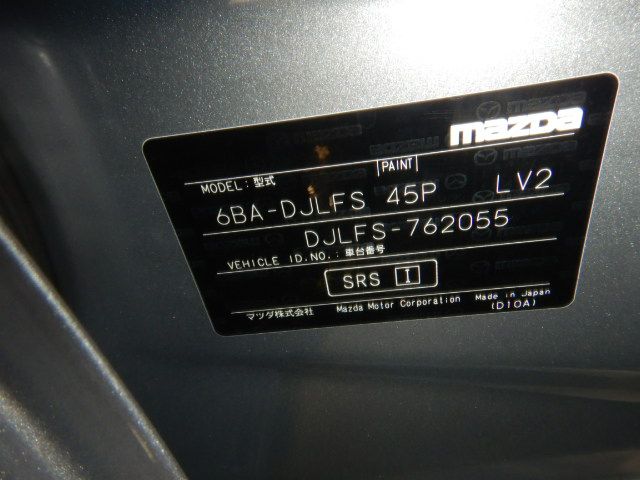 mazda
MODEL : 型式 PAINT
6BA-DJLFS 45P LV2
DJLFS-762055
VEHICLE ID.NO. : 車台番号
SRS I
マツダ株式会社 Mazda Motor Corporation Made in Japan
(D10A)